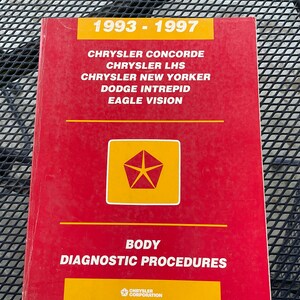 1993 - 1997
CHRYSLER CONCORDE
CHRYSLER LHS
CHRYSLER NEW YORKER
DODGE INTREPID
EAGLE VISION
BODY
DIAGNOSTIC PROCEDURES
CHRYSLER
CORPORATION